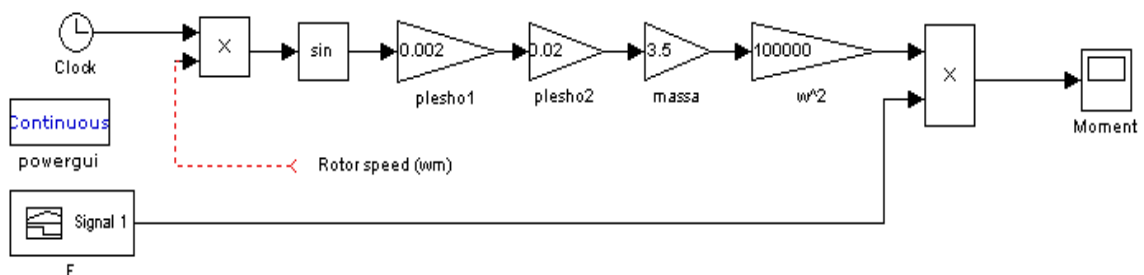 Clock
X
sin
0.002
plesho1
0.02
plesho2
3.5
massa
100000
w^2
X
Moment
Continuous
powergui
Rotor speed (wm)
Signal 1
F